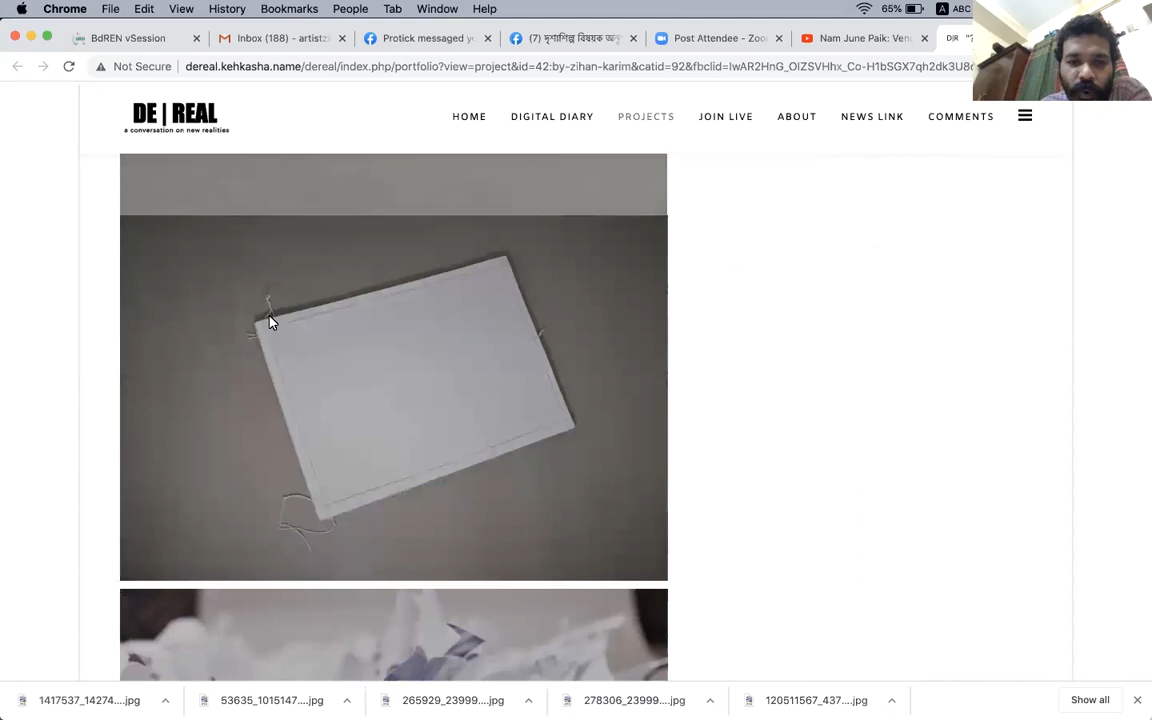 Chrome File Edit View History Bookmarks People Tab Window Help 65% A ABC
BdREN vSession × Inbox (188) - artistzi × Protick messaged y × (7) দৃশ্যশিল্প বিষয়ক × Post Attendee - Zoo × Nam June Paik: Ven × D|R
Not Secure dereal.kehkasha.name/dereal/index.php/portfolio?view=project&id=42:by-zihan-karim&catid=92&fbclid=IwAR2HnG_OIZSVHhx_Co-H1bSGX7qh2dk3U8
DE | REAL
a conversation on new realities
HOME DIGITAL DIARY PROJECTS JOIN LIVE ABOUT NEWS LINK COMMENTS
1417537_14274....jpg 53635_1015147....jpg 265929_23999....jpg 278306_23999....jpg 120511567_437....jpg Show all ×